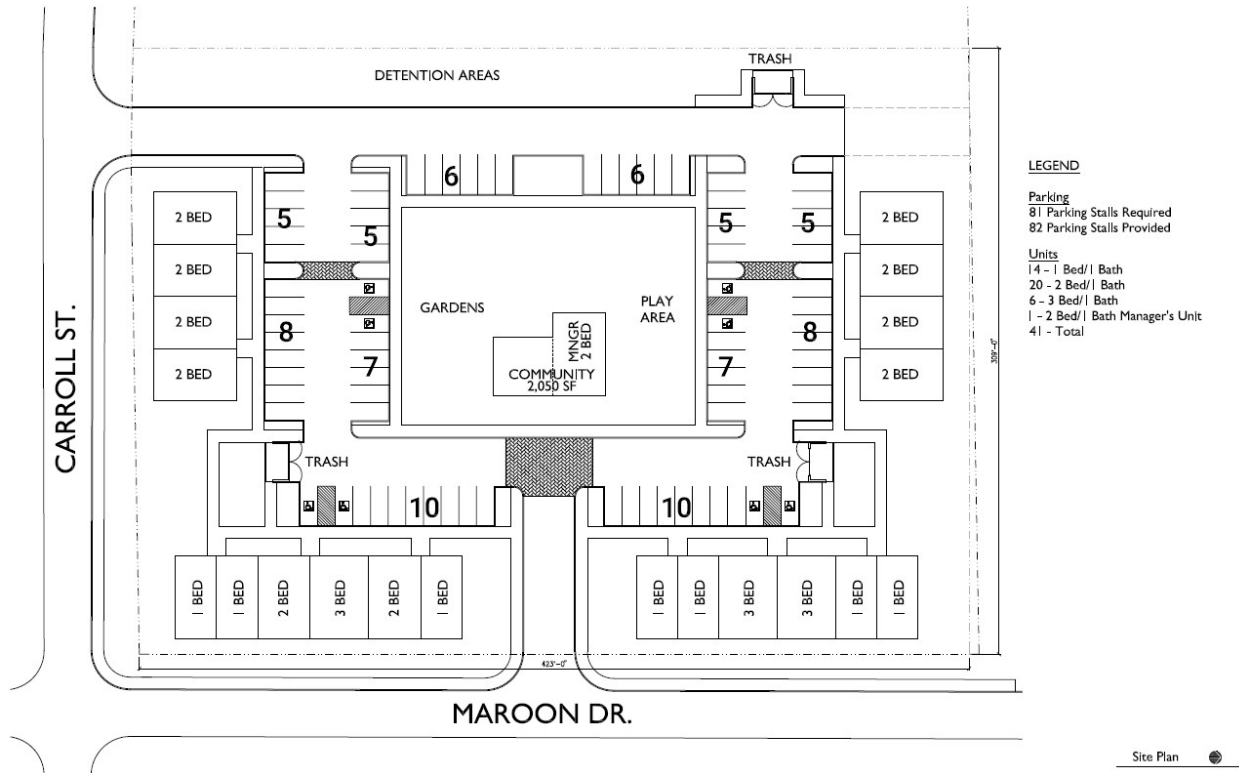 TRASH
DETENTION AREAS
6
6
LEGEND
Parking
81 Parking Stalls Required
82 Parking Stalls Provided
Units
14 - 1 Bed/1 Bath
20 - 2 Bed/1 Bath
6 - 3 Bed/1 Bath
1 - 2 Bed/1 Bath Manager's Unit
41 - Total
2 BED
5
5
5
5
2 BED
2 BED
2 BED
GARDENS
PLAY
AREA
2 BED
8
7
MNGR
2 BED
COMMUNITY
2,050 SF
7
8
2 BED
309'-0"
2 BED
2 BED
CARROLL ST.
TRASH
TRASH
10
10
1 BED
1 BED
2 BED
3 BED
2 BED
1 BED
1 BED
1 BED
3 BED
3 BED
1 BED
1 BED
423'-0"
MAROON DR.
Site Plan